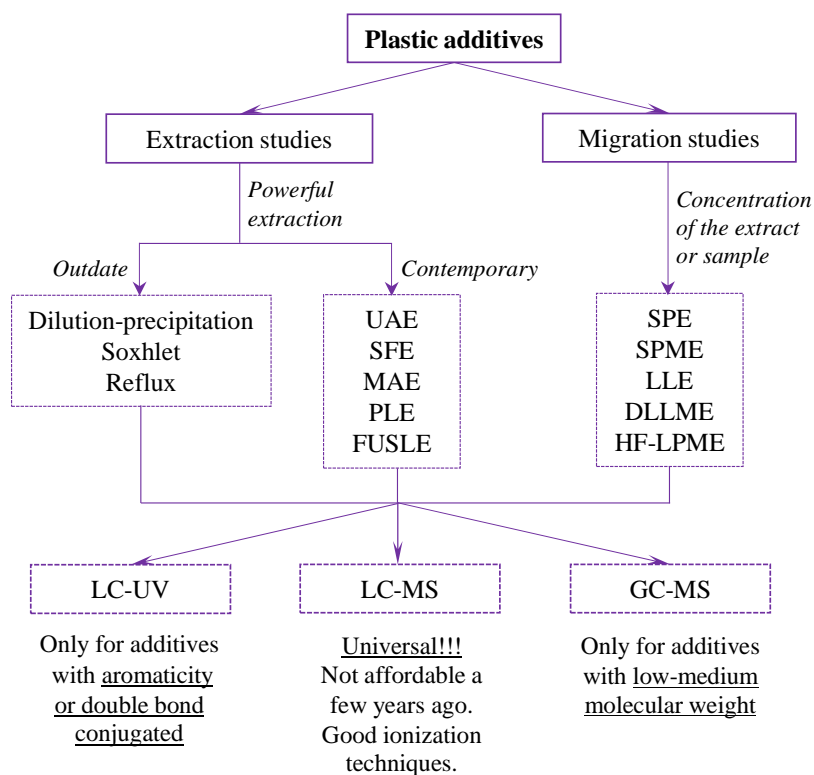 Plastic additives
Extraction studies
Migration studies
Powerful
extraction
Concentration
of the extract
or sample
Outdate
Contemporary
Dilution-precipitation
Soxhlet
Reflux
UAE
SFE
MAE
PLE
FUSLE
SPE
SPME
LLE
DLLME
HF-LPME
LC-UV
LC-MS
GC-MS
Only for additives
with aromaticity
or double bond
conjugated
Universal!!!
Not affordable a
few years ago.
Good ionization
techniques.
Only for additives
with low-medium
molecular weight